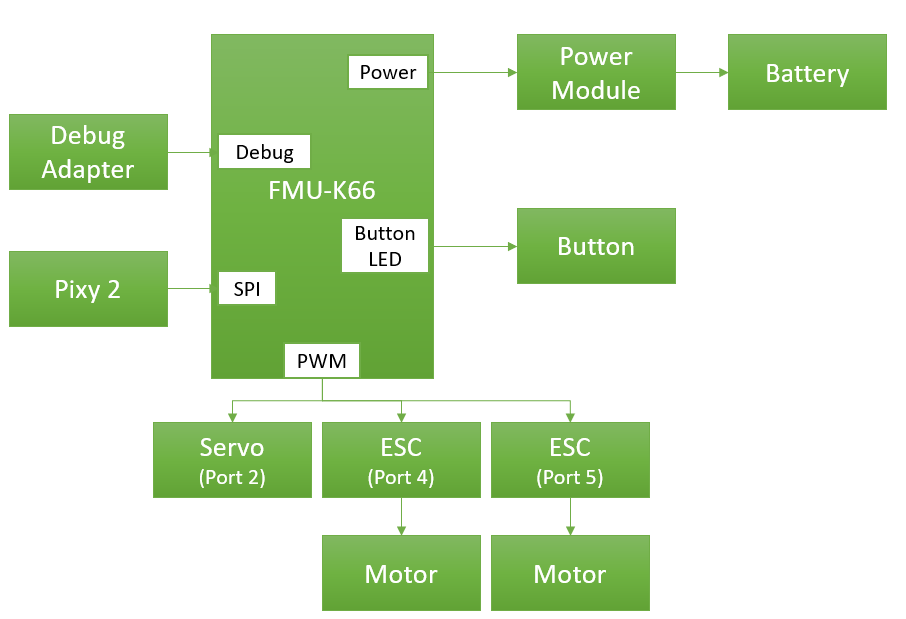 Power
Power
Module
Battery
Debug
Adapter
Debug
FMU-K66
Button
LED
Button
Pixy 2
SPI
PWM
Servo
(Port 2)
ESC
(Port 4)
ESC
(Port 5)
Motor
Motor